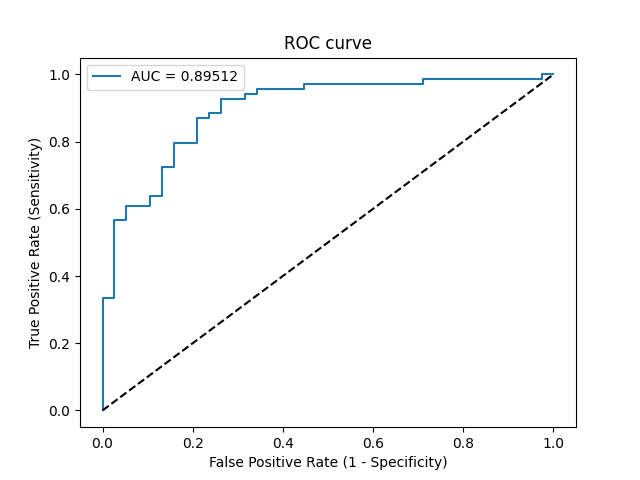 ROC curve
AUC = 0.89512
1.0
0.8
0.6
0.4
0.2
0.0
True Positive Rate (Sensitivity)
0.0 0.2 0.4 0.6 0.8 1.0
False Positive Rate (1 - Specificity)